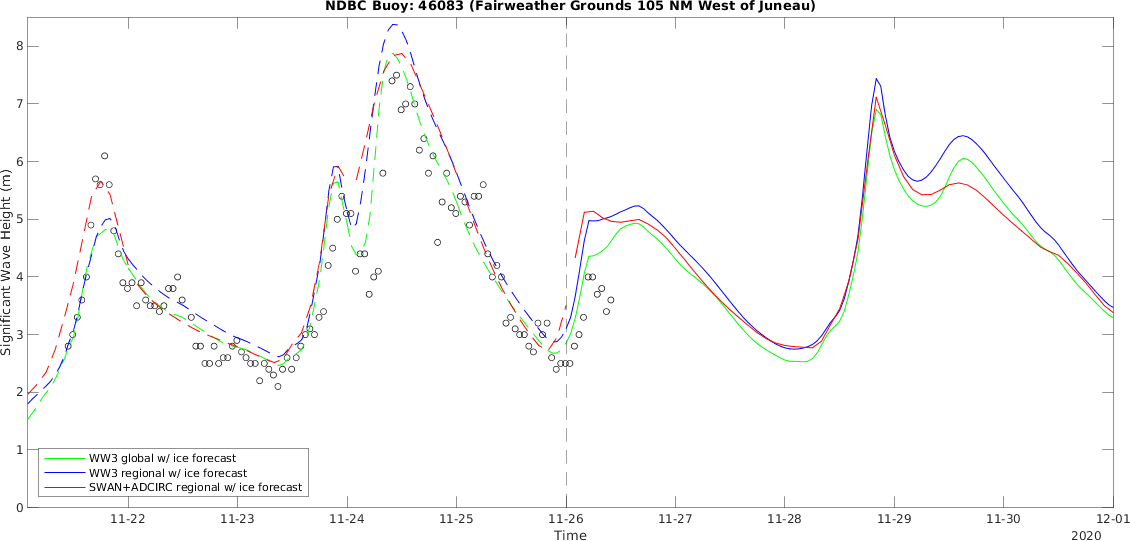 NDBC Buoy: 46083 (Fairweather Grounds 105 NM West of Juneau)
Significant Wave Height (m)
8
7
6
5
4
3
2
1
0
WW3 global w/ ice forecast
WW3 regional w/ ice forecast
SWAN+ADCIRC regional w/ ice forecast
11-22 11-23 11-24 11-25 11-26 11-27 11-28 11-29 11-30 12-01
Time 2020